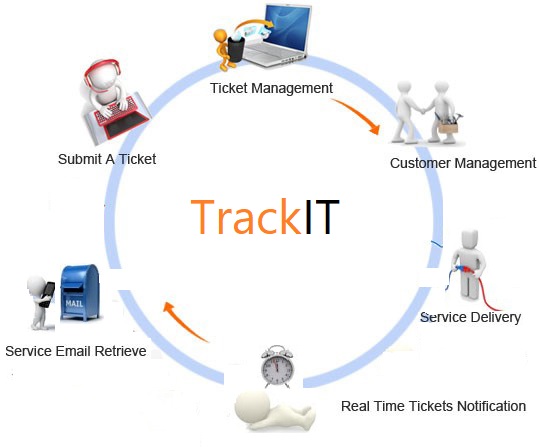 Ticket Management
Submit A Ticket
Customer Management
TrackIT
MAIL
Service Delivery
Service Email Retrieve
Real Time Tickets Notification